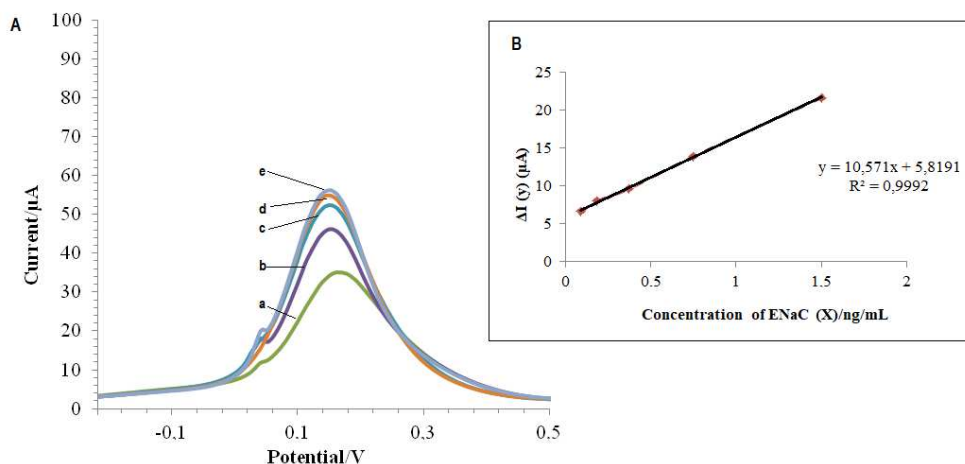 A
100
90
80
70
60
50
40
30
20
10
0
Current/µA
e
d
c
b
a
-0,1
0,1
0,3
0,5
Potential/V
B
25
20
15
10
5
0
ΔI (y) (µA)
y = 10,571x + 5,8191
R² = 0,9992
0
0.5
1
1.5
2
Concentration of ENaC (X)/ng/mL